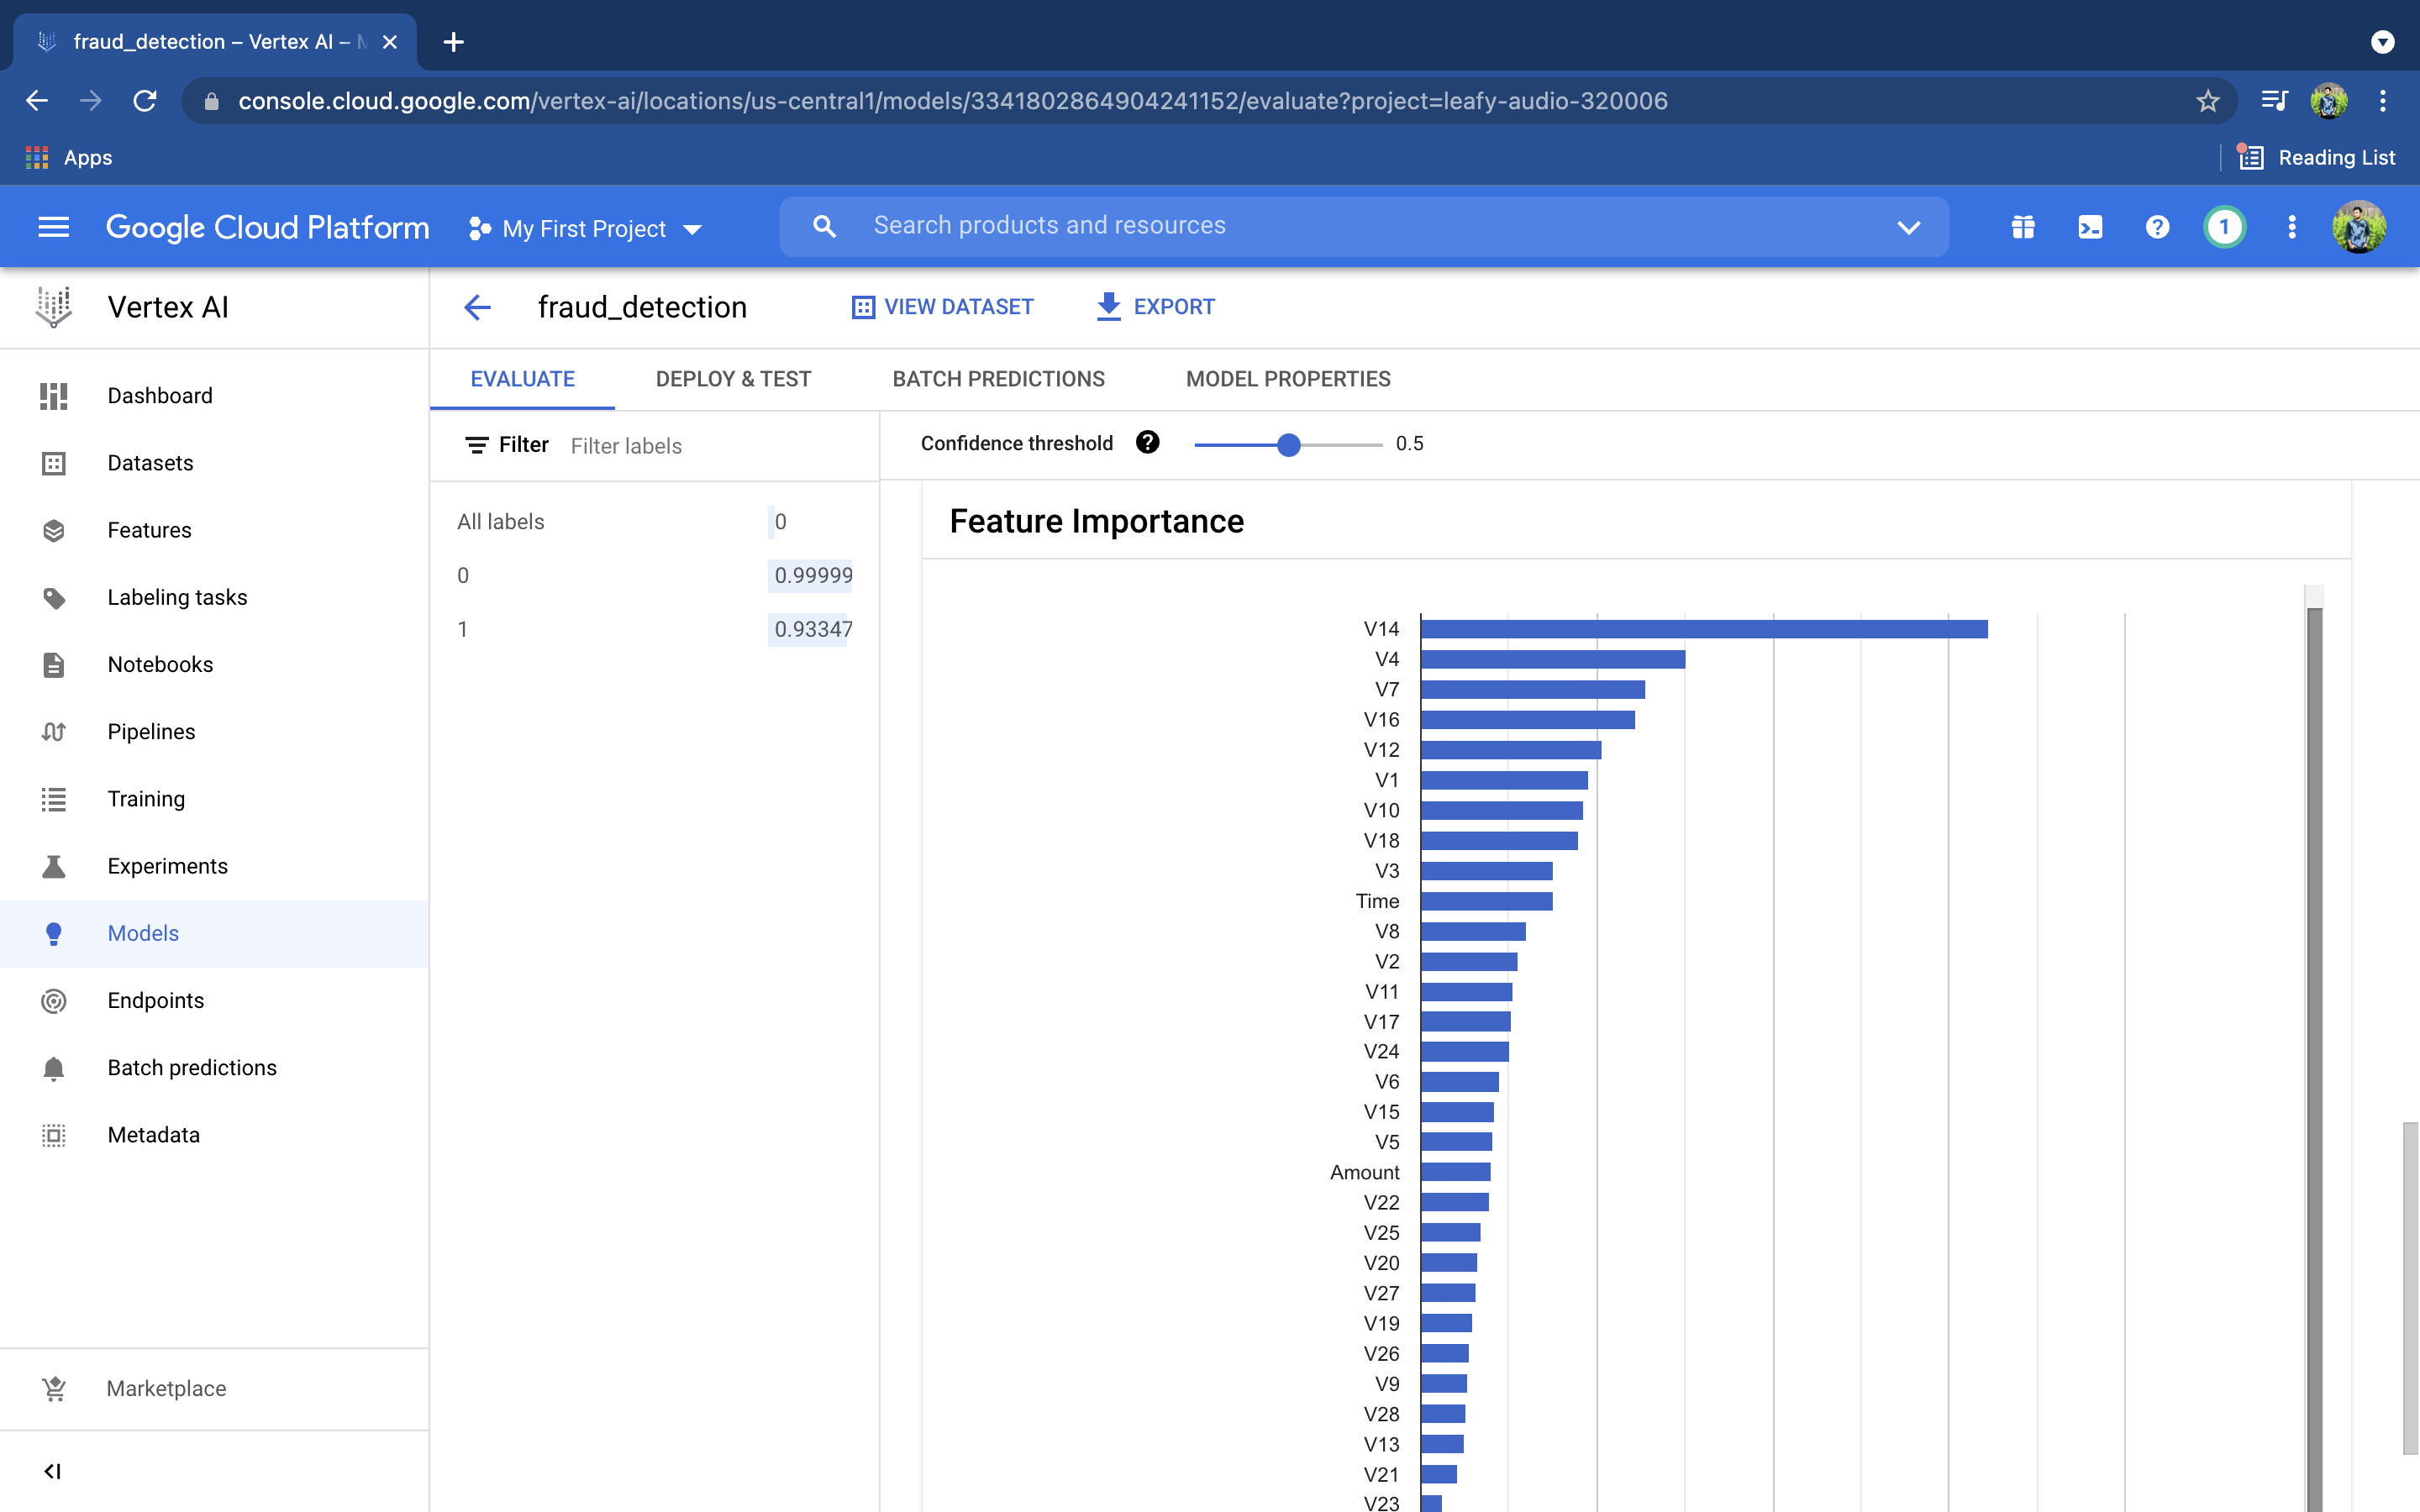 fraud_detection – Vertex AI –
console.cloud.google.com/vertex-ai/locations/us-central1/models/3341802864904241152/evaluate?project=leafy-audio-320006
Apps
Reading List
Google Cloud Platform
My First Project
Search products and resources
1
Vertex AI
fraud_detection
VIEW DATASET
EXPORT
EVALUATE
DEPLOY & TEST
BATCH PREDICTIONS
MODEL PROPERTIES
Dashboard
Datasets
Features
Labeling tasks
Notebooks
Pipelines
Training
Experiments
Models
Endpoints
Batch predictions
Metadata
Marketplace
Filter Filter labels
All labels 0
0 0.99999
1 0.93347
Confidence threshold 0.5
Feature Importance
V14
V4
V7
V16
V12
V1
V10
V18
V3
Time
V8
V2
V11
V17
V24
V6
V15
V5
Amount
V22
V25
V20
V27
V19
V26
V9
V28
V13
V21
V23